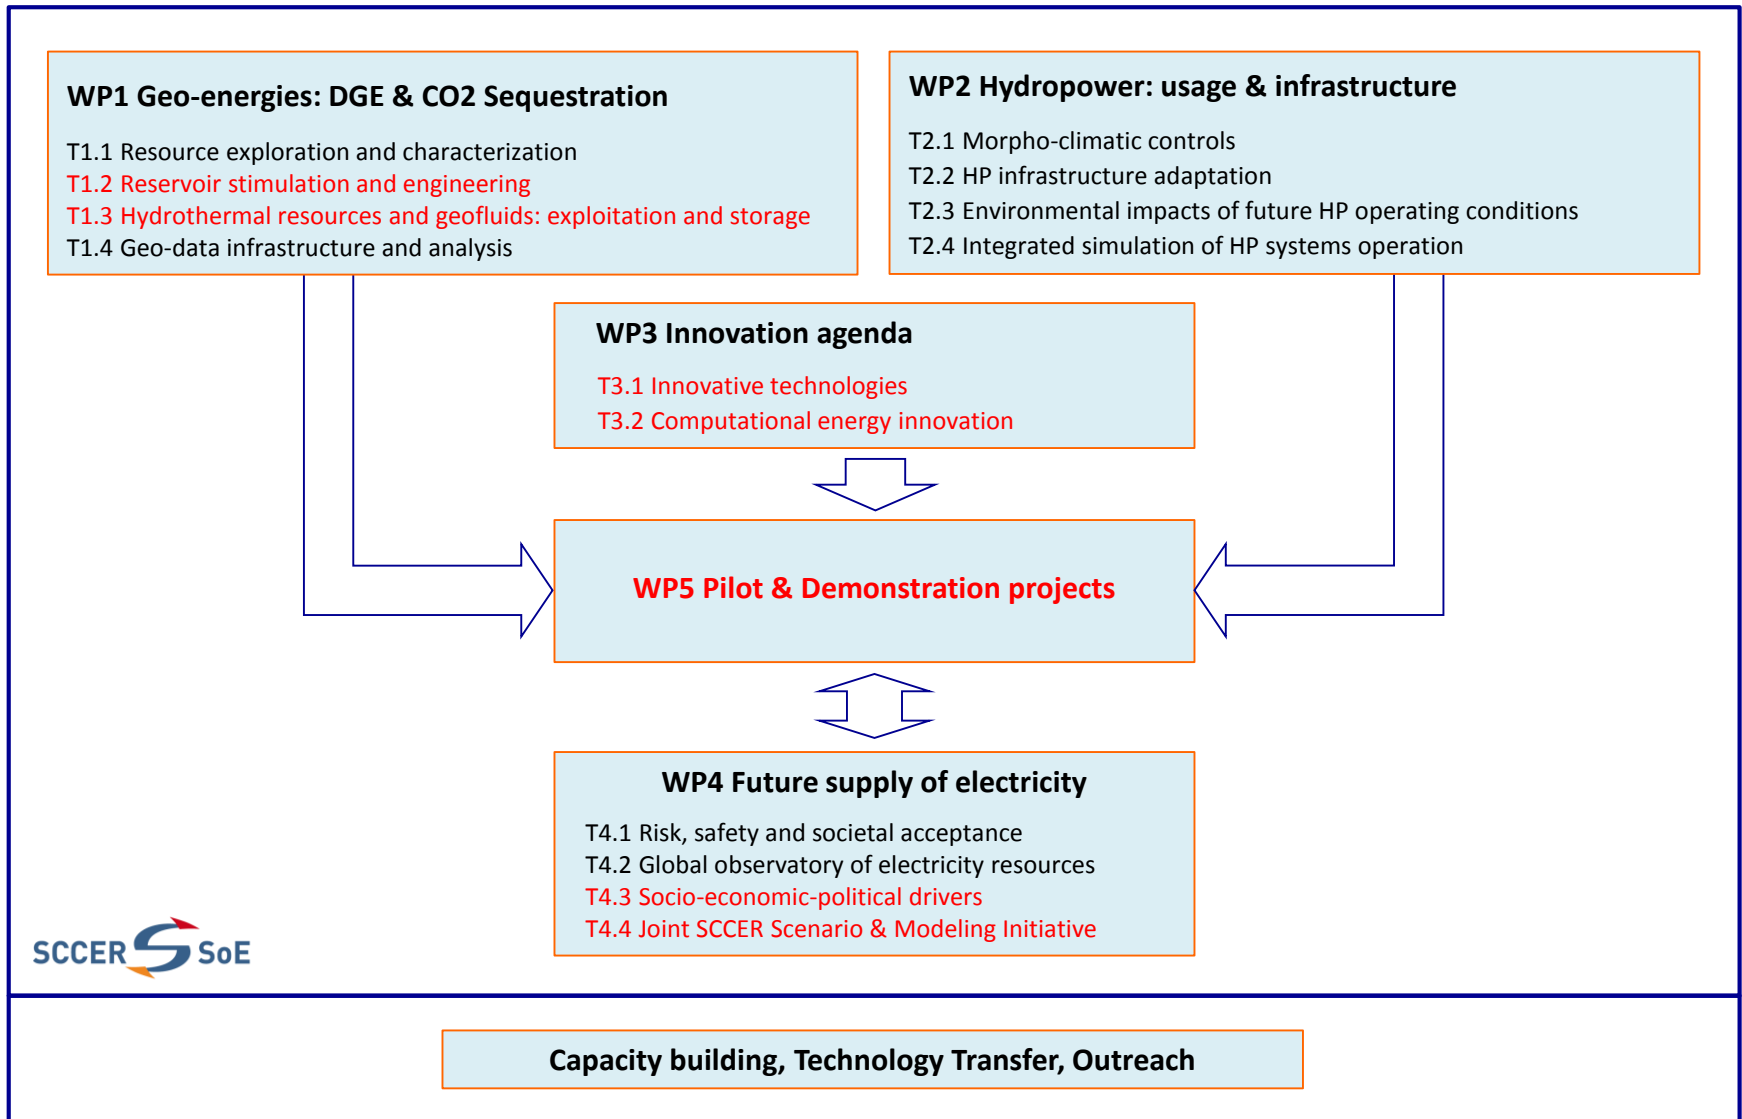 WP1 Geo-energies: DGE & CO2 Sequestration
T1.1 Resource exploration and characterization
T1.2 Reservoir stimulation and engineering
T1.3 Hydrothermal resources and geofluids: exploitation and storage
T1.4 Geo-data infrastructure and analysis
WP2 Hydropower: usage & infrastructure
T2.1 Morpho-climatic controls
T2.2 HP infrastructure adaptation
T2.3 Environmental impacts of future HP operating conditions
T2.4 Integrated simulation of HP systems operation
WP3 Innovation agenda
T3.1 Innovative technologies
T3.2 Computational energy innovation
WP5 Pilot & Demonstration projects
WP4 Future supply of electricity
T4.1 Risk, safety and societal acceptance
T4.2 Global observatory of electricity resources
T4.3 Socio-economic-political drivers
T4.4 Joint SCCER Scenario & Modeling Initiative
SCCER SoE
Capacity building, Technology Transfer, Outreach